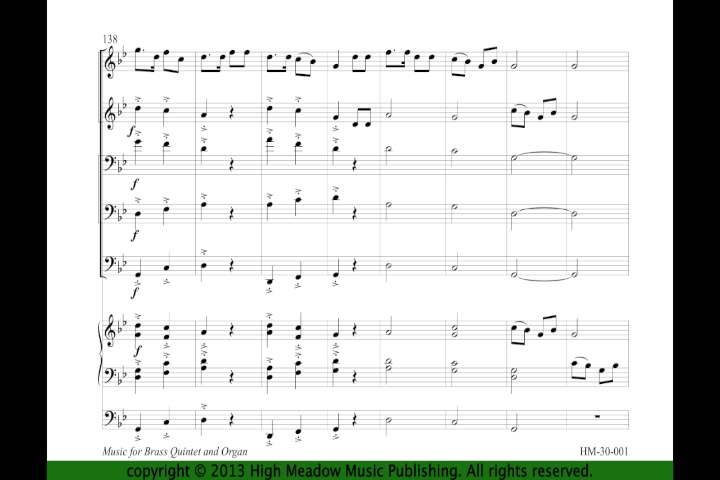 138
f
f
f
f
f
Music for Brass Quintet and Organ HM-30-001
copyright © 2013 High Meadow Music Publishing. All rights reserved.